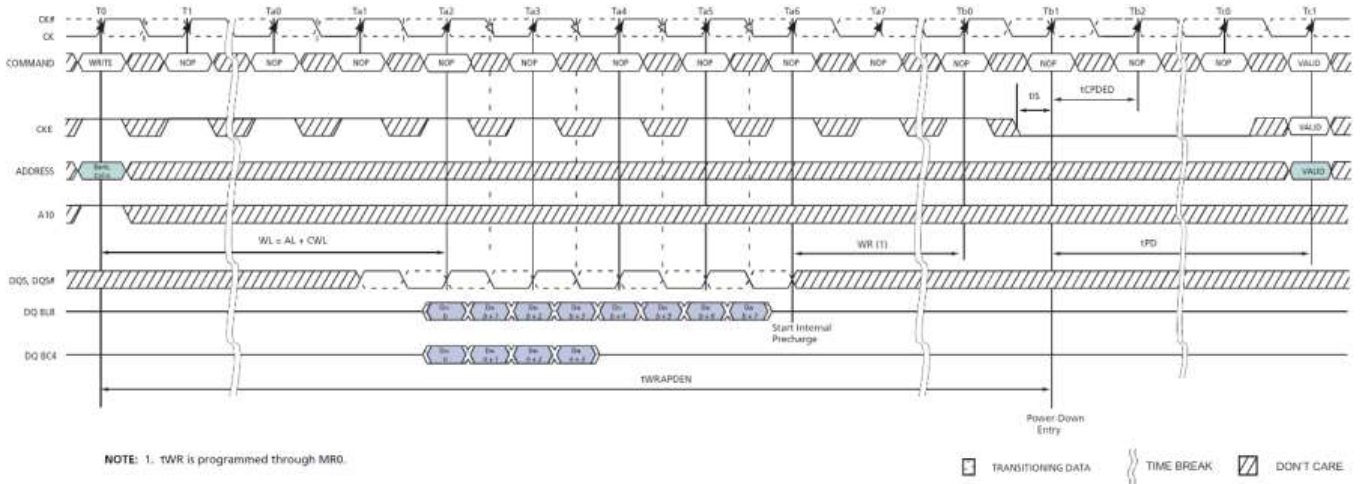 T0 T1 Ta0 Ta1 Ta2 Ta3 Ta4 Ta5 Ta6 Ta7 Tb0 Tb1 Tb2 Tc0 Tc1
CK#
CK
COMMAND WRITE NOP NOP NOP NOP NOP NOP NOP NOP NOP NOP NOP NOP NOP VALID
tIS tCPDED
CKE VALID
ADDRESS VALID
A10
WL = AL + CWL WR (1) tPD
DQS, DQS#
DQ BL8
Start Internal
Precharge
DQ BC4
tWRAPDEN
Power-Down
Entry
NOTE: 1. tWR is programmed through MR0.
TRANSITIONING DATA TIME BREAK DON'T CARE